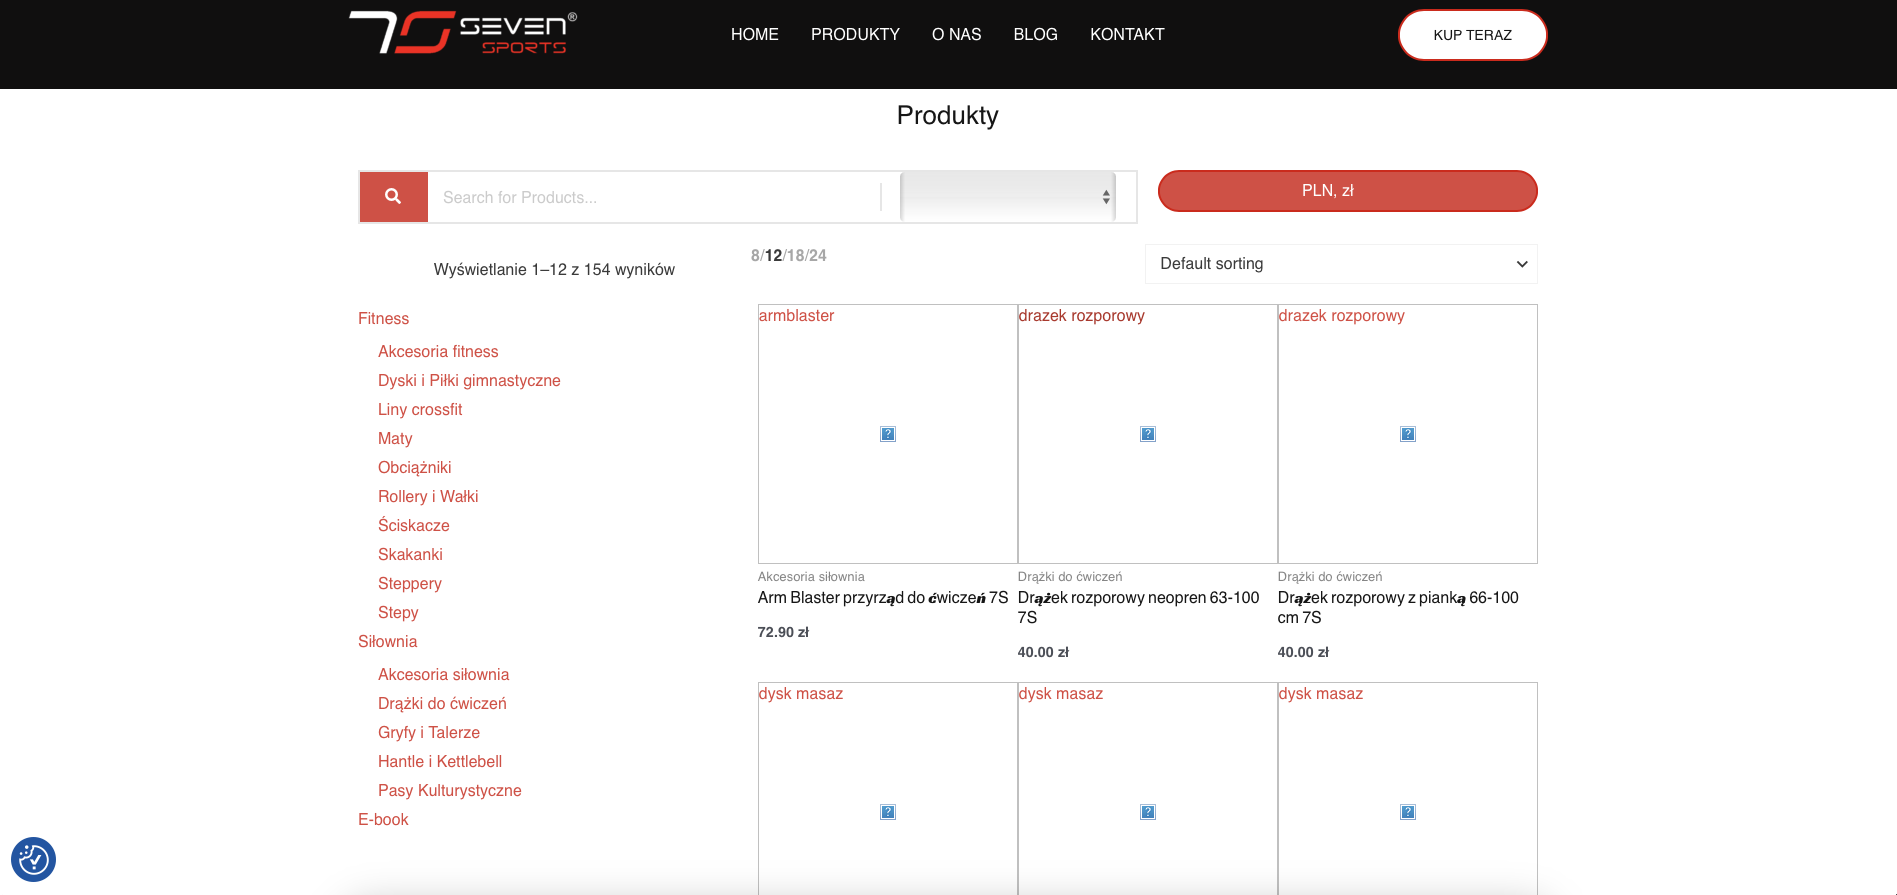 7S SEVEN® SPORTS
HOME PRODUKTY O NAS BLOG KONTAKT
KUP TERAZ
Produkty
Search for Products...
PLN, zł
Wyświetlanie 1–12 z 154 wyników
8/12/18/24
Default sorting
Fitness
Akcesoria fitness
Dyski i Piłki gimnastyczne
Liny crossfit
Maty
Obciążniki
Rollery i Wałki
Ściskacze
Skakanki
Steppery
Stepy
Siłownia
Akcesoria siłownia
Drążki do ćwiczeń
Gryfy i Talerze
Hantle i Kettlebell
Pasy Kulturystyczne
E-book
armblaster
Akcesoria siłownia
Arm Blaster przyrząd do ćwiczeń 7S
72.90 zł
drazek rozporowy
Drążki do ćwiczeń
Drążek rozporowy neopren 63-100
7S
40.00 zł
drazek rozporowy
Drążki do ćwiczeń
Drążek rozporowy z pianką 66-100
cm 7S
40.00 zł
dysk masaz
dysk masaz
dysk masaz